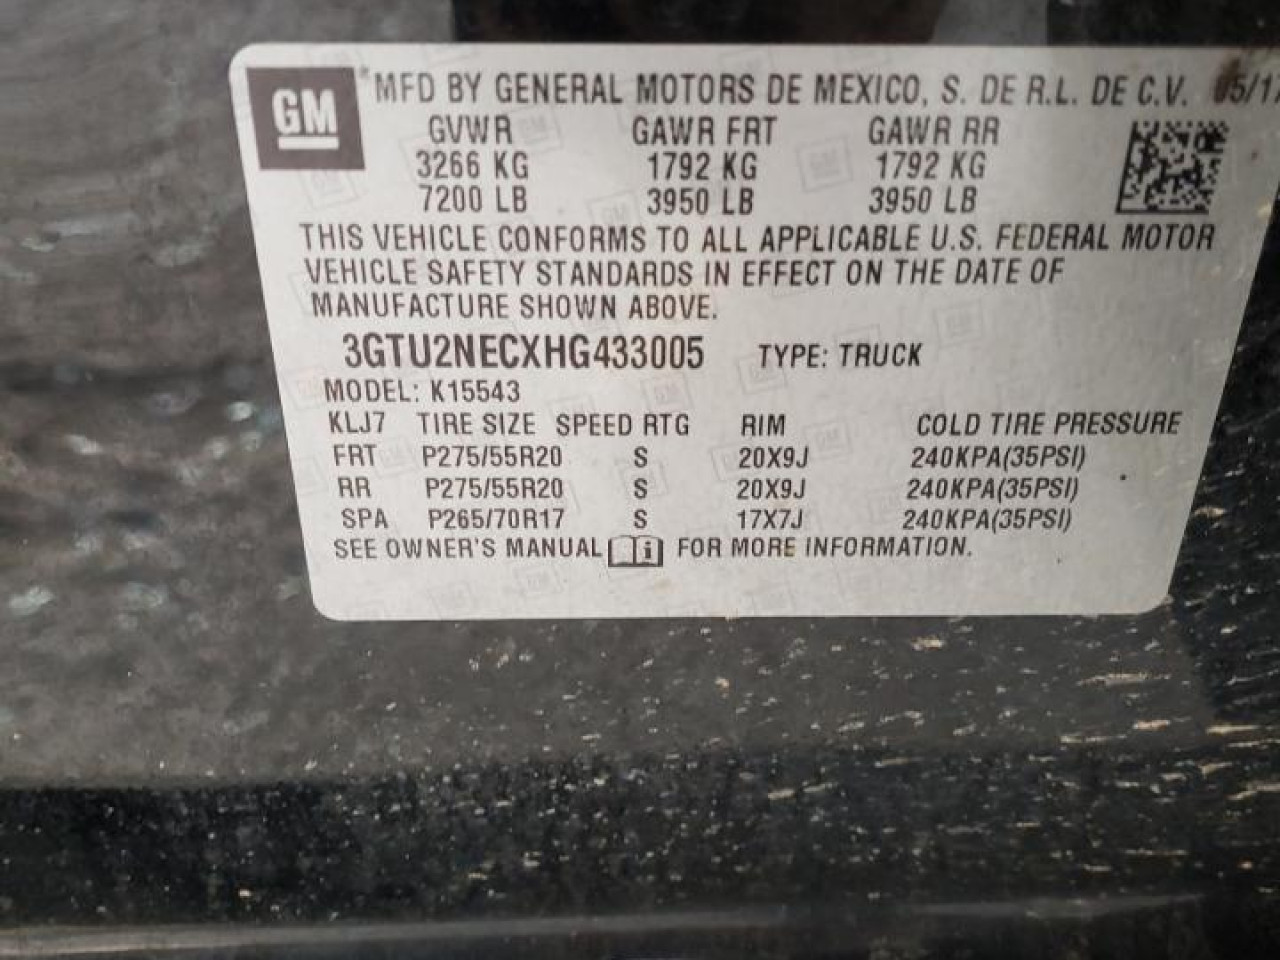 GM MFD BY GENERAL MOTORS DE MEXICO, S. DE R.L. DE C.V. 05/17
GVWR GAWR FRT GAWR RR
3266 KG 1792 KG 1792 KG
7200 LB 3950 LB 3950 LB
THIS VEHICLE CONFORMS TO ALL APPLICABLE U.S. FEDERAL MOTOR
VEHICLE SAFETY STANDARDS IN EFFECT ON THE DATE OF
MANUFACTURE SHOWN ABOVE.
3GTU2NECXHG433005 TYPE: TRUCK
MODEL: K15543
KLJ7 TIRE SIZE SPEED RTG RIM COLD TIRE PRESSURE
FRT P275/55R20 S 20X9J 240KPA(35PSI)
RR P275/55R20 S 20X9J 240KPA(35PSI)
SPA P265/70R17 S 17X7J 240KPA(35PSI)
SEE OWNER'S MANUAL FOR MORE INFORMATION.